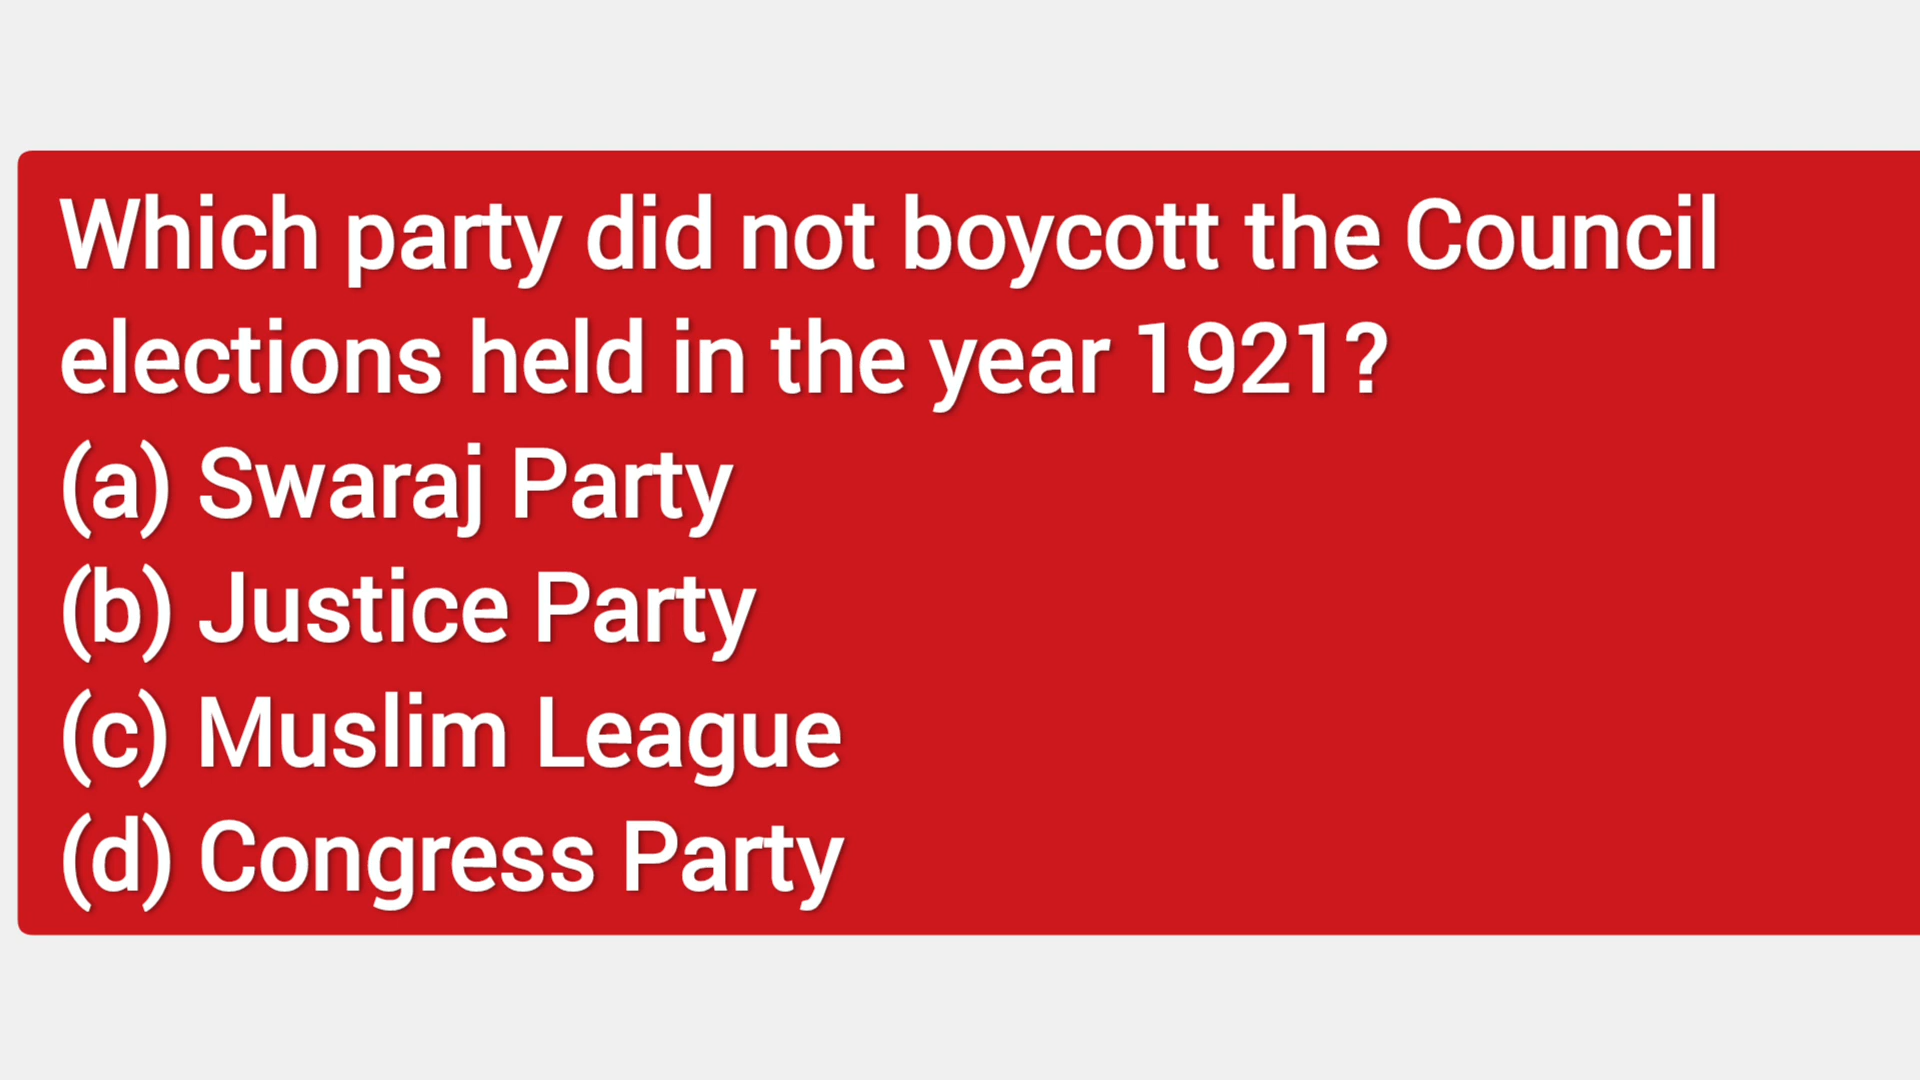 Which party did not boycott the Council
elections held in the year 1921?
(a) Swaraj Party
(b) Justice Party
(c) Muslim League
(d) Congress Party